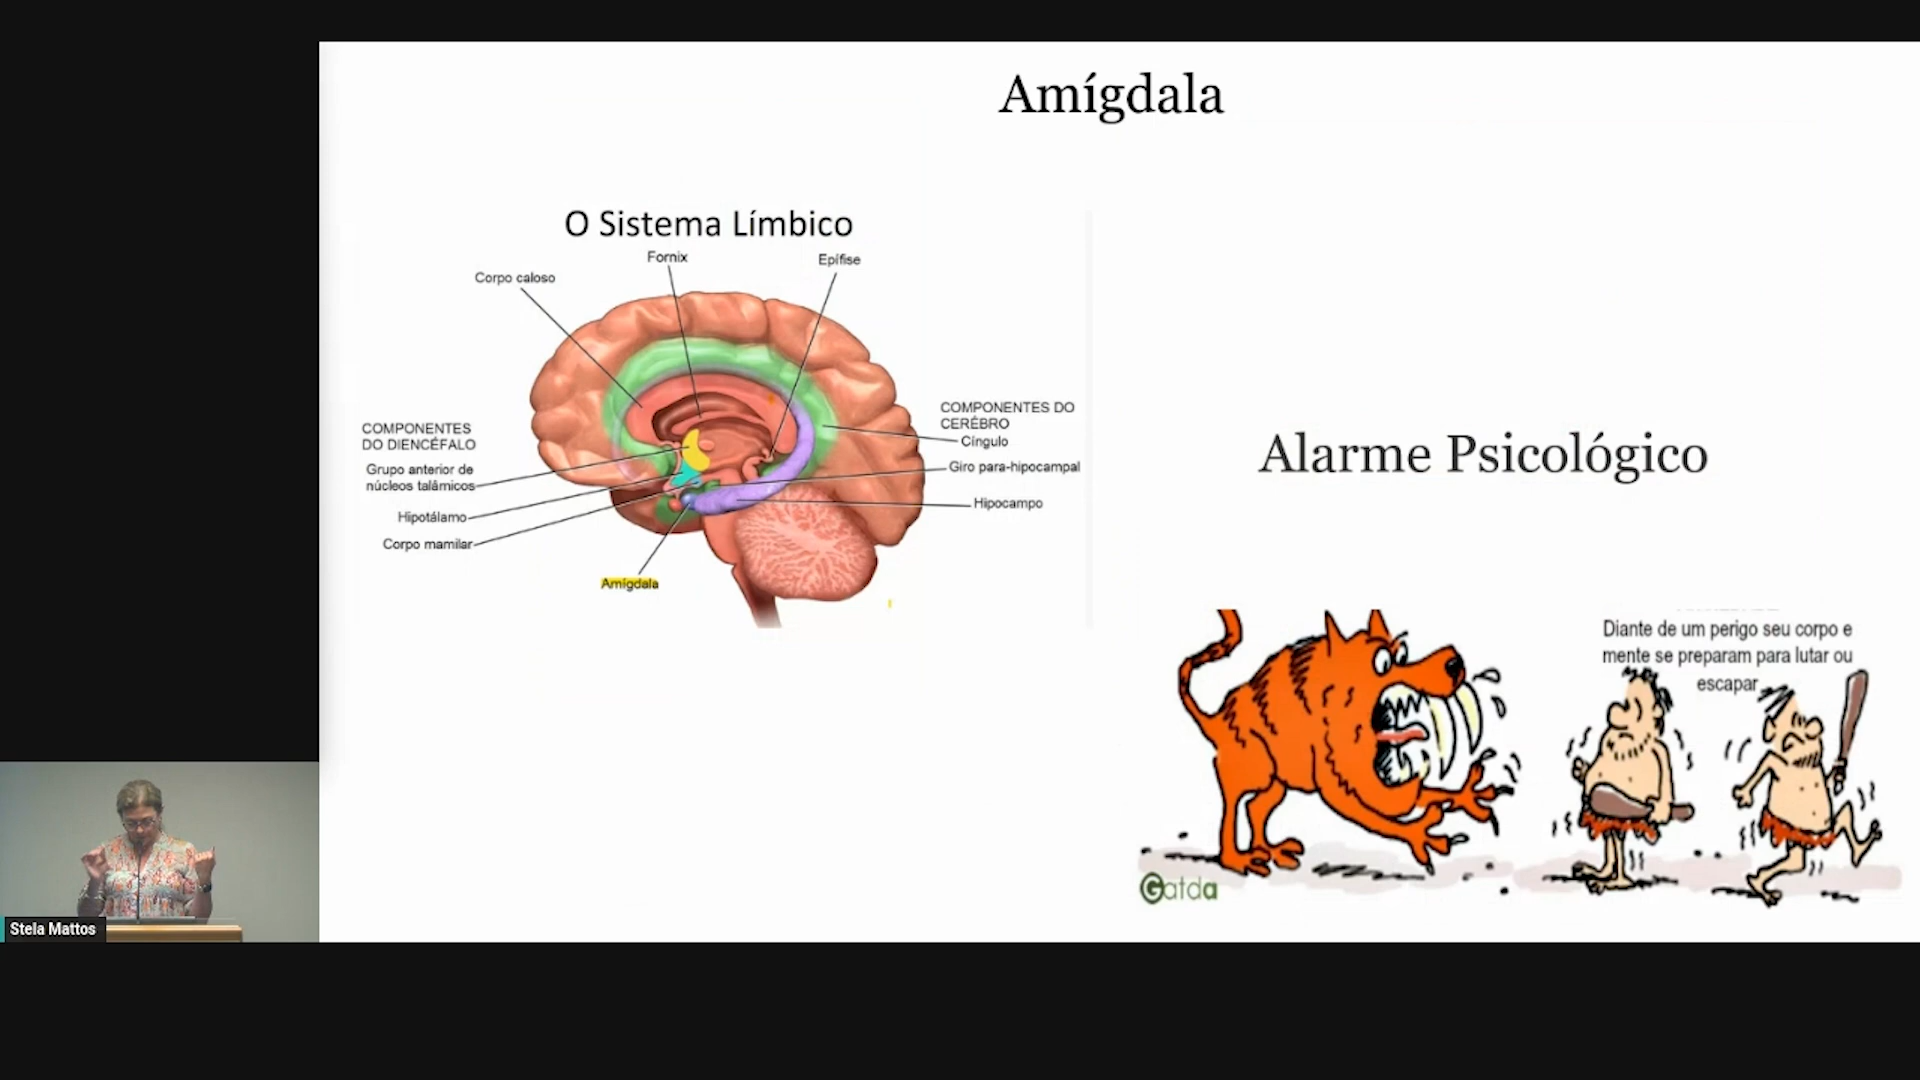 Amígdala
O Sistema Límbico
Fornix
Epífise
Corpo caloso
COMPONENTES
DO DIENCÉFALO
Grupo anterior de
núcleos talâmicos
Hipotálamo
Corpo mamilar
Amígdala
COMPONENTES DO
CERÉBRO
Cíngulo
Giro para-hipocampal
Hipocampo
Alarme Psicológico
Diante de um perigo seu corpo e
mente se preparam para lutar ou
escapar
Gatda
Stela Mattos